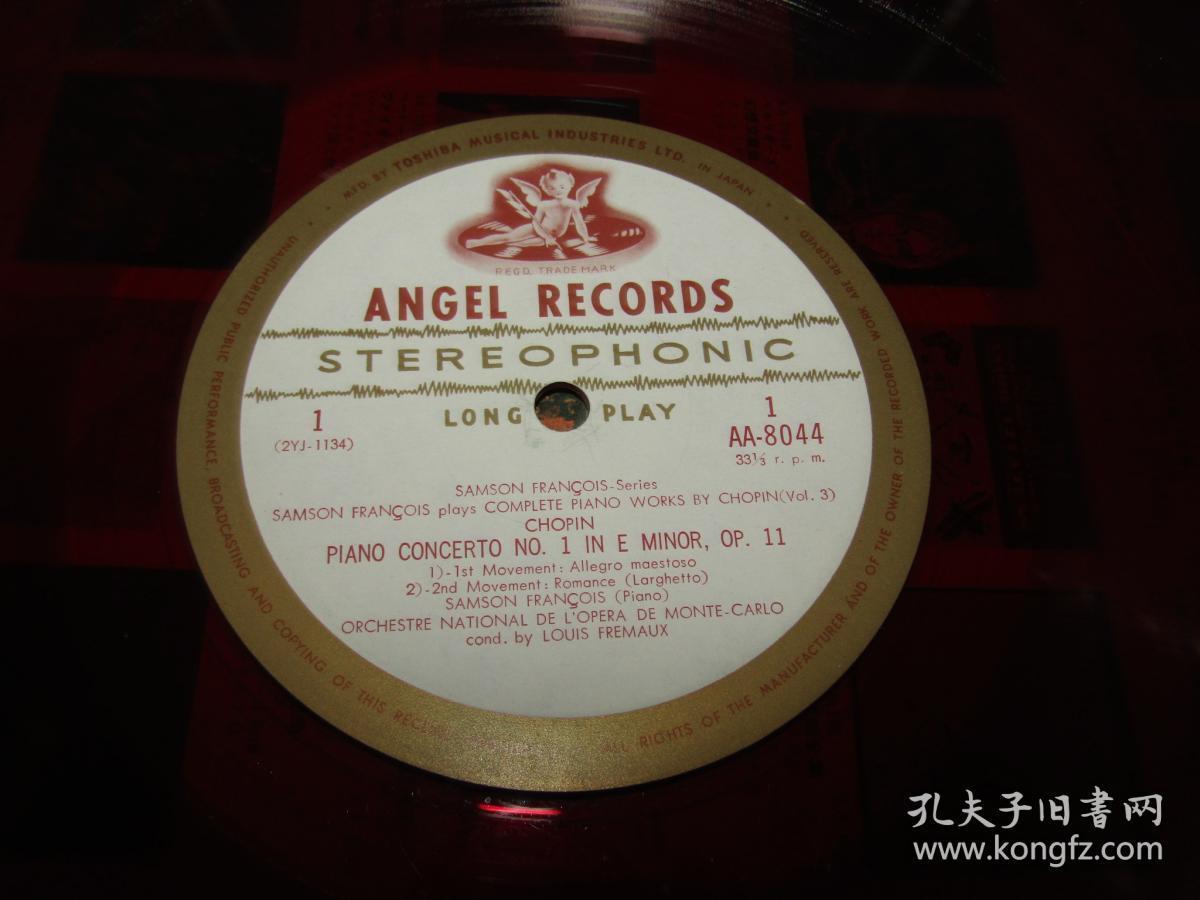 MFD. BY TOSHIBA MUSICAL INDUSTRIES LTD. IN JAPAN
REGD. TRADE MARK
ANGEL RECORDS
STEREOPHONIC
LONG PLAY
1
(2YJ-1134)
1
AA-8044
33⅓ r. p. m.
SAMSON FRANÇOIS-Series
SAMSON FRANÇOIS plays COMPLETE PIANO WORKS BY CHOPIN(Vol. 3)
CHOPIN
PIANO CONCERTO NO. 1 IN E MINOR, OP. 11
1)-1st Movement: Allegro maestoso
2)-2nd Movement: Romance (Larghetto)
SAMSON FRANÇOIS (Piano)
ORCHESTRE NATIONAL DE L'OPERA DE MONTE-CARLO
cond. by LOUIS FREMAUX
UNAUTHORIZED PUBLIC PERFORMANCE, BROADCASTING AND COPYING OF THIS RECORD
ALL RIGHTS OF THE MANUFACTURER AND OF THE OWNER OF THE RECORDED WORK ARE RESERVED
孔夫子旧書网
www.kongfz.com